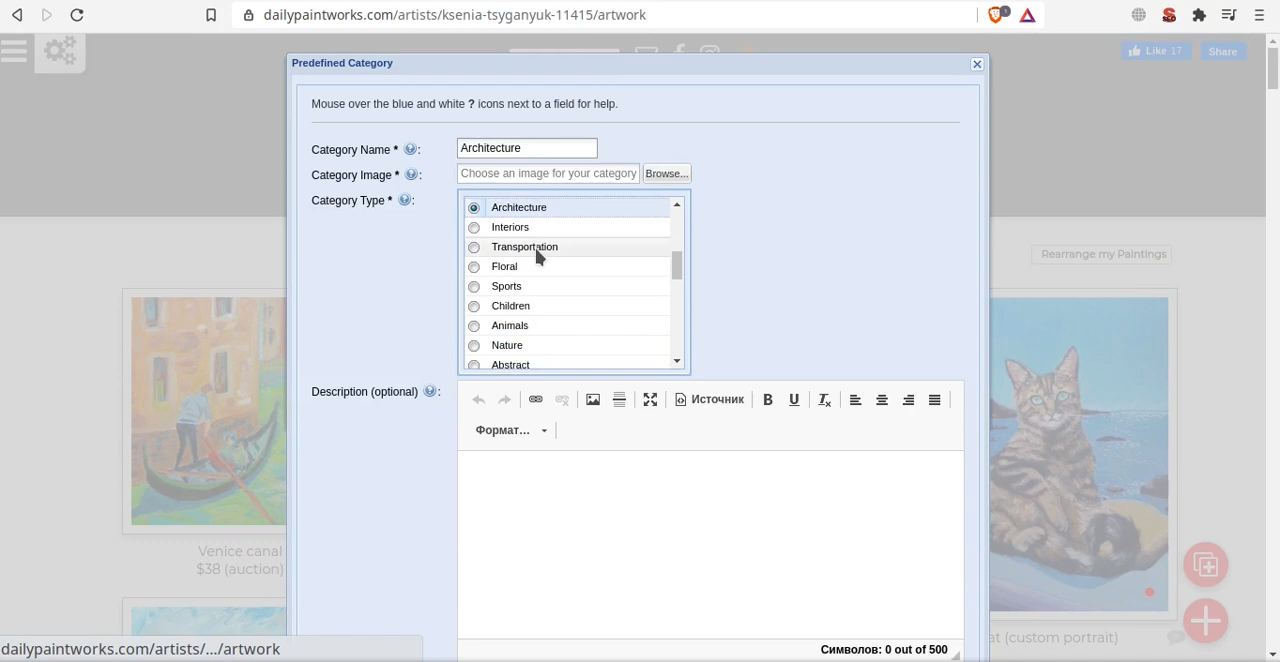 dailypaintworks.com/artists/ksenia-tsyganyuk-11415/artwork
Like 17
Share
Predefined Category
Mouse over the blue and white ? icons next to a field for help.
Category Name * ? :
Architecture
Category Image * ? :
Choose an image for your category
Browse...
Category Type * ? :
Architecture
Interiors
Transportation
Floral
Sports
Children
Animals
Nature
Abstract
Rearrange my Paintings
Description (optional) ? :
Источник
B
U
Формат...
Символов: 0 out of 500
Venice canal
$38 (auction)
at (custom portrait)
dailypaintworks.com/artists/.../artwork